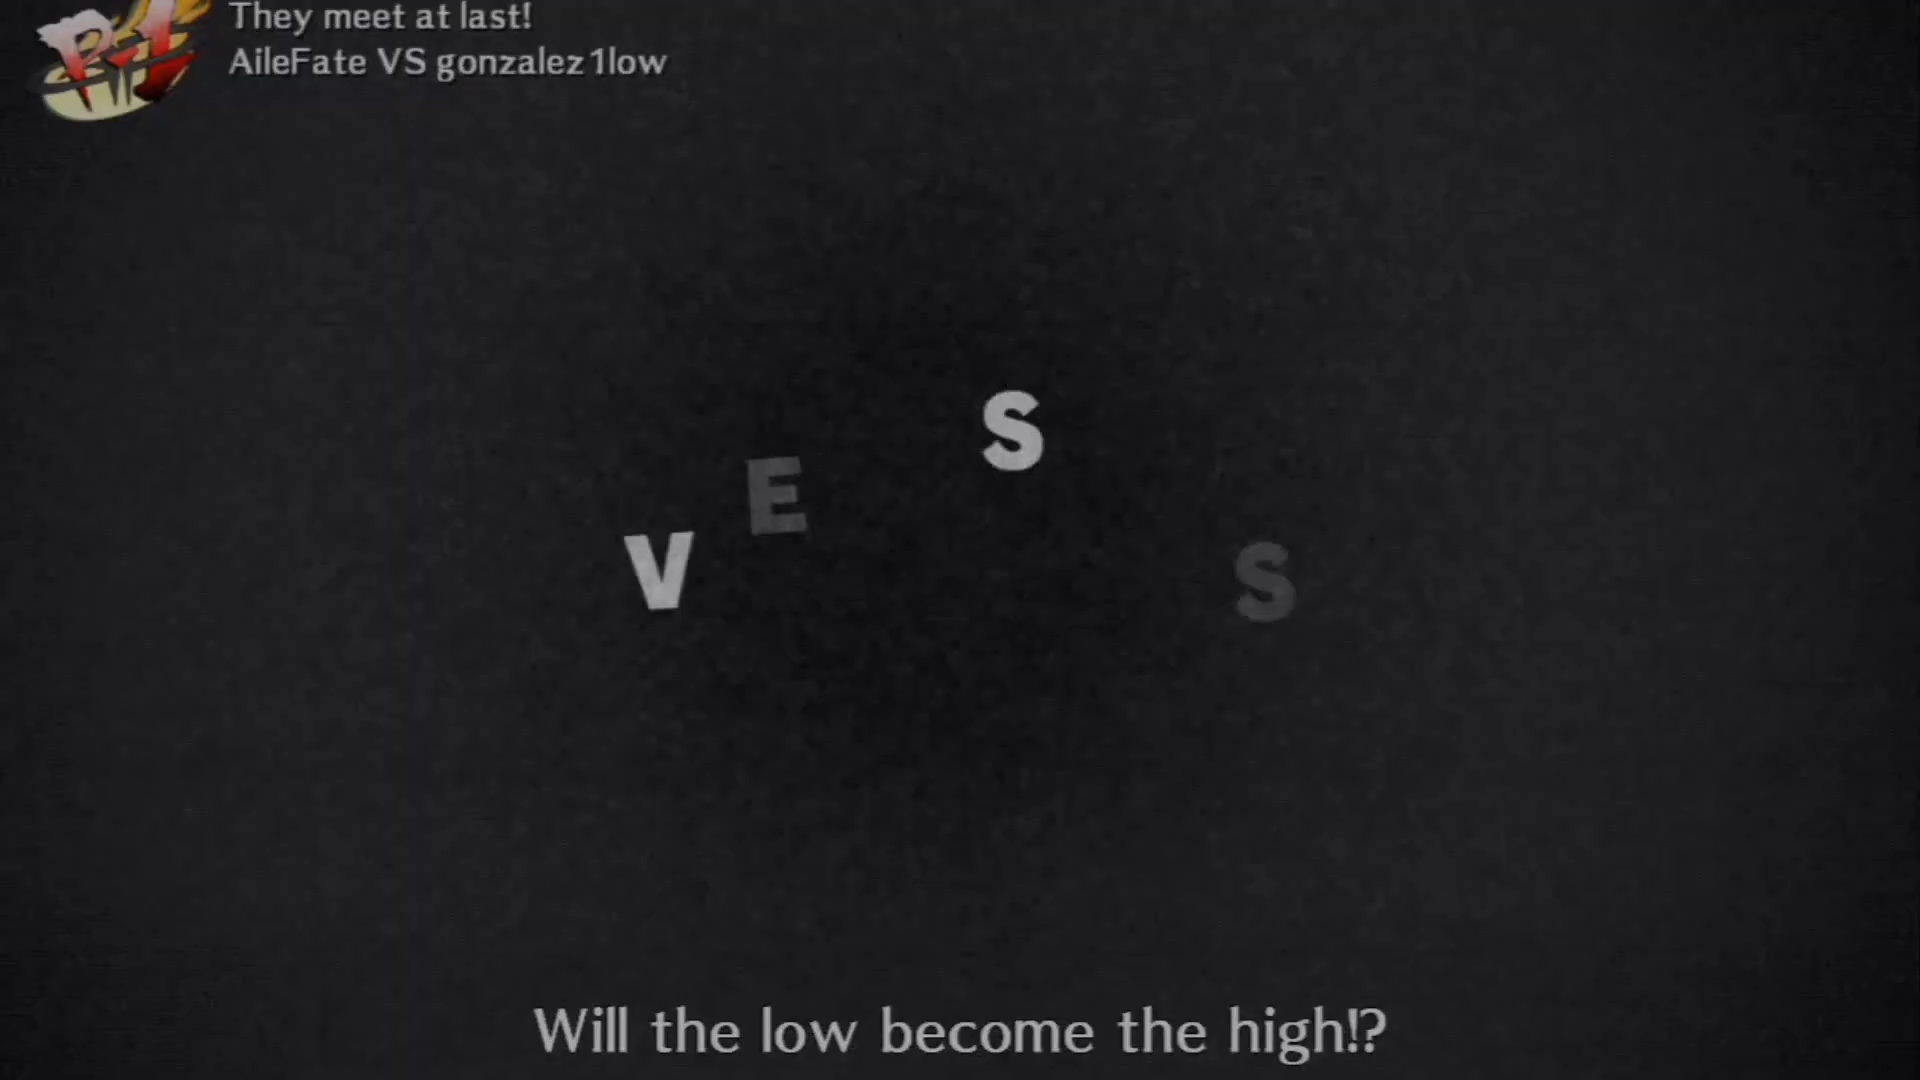 They meet at last!
AileFate VS gonzalez1low
V E S S
Will the low become the high!?